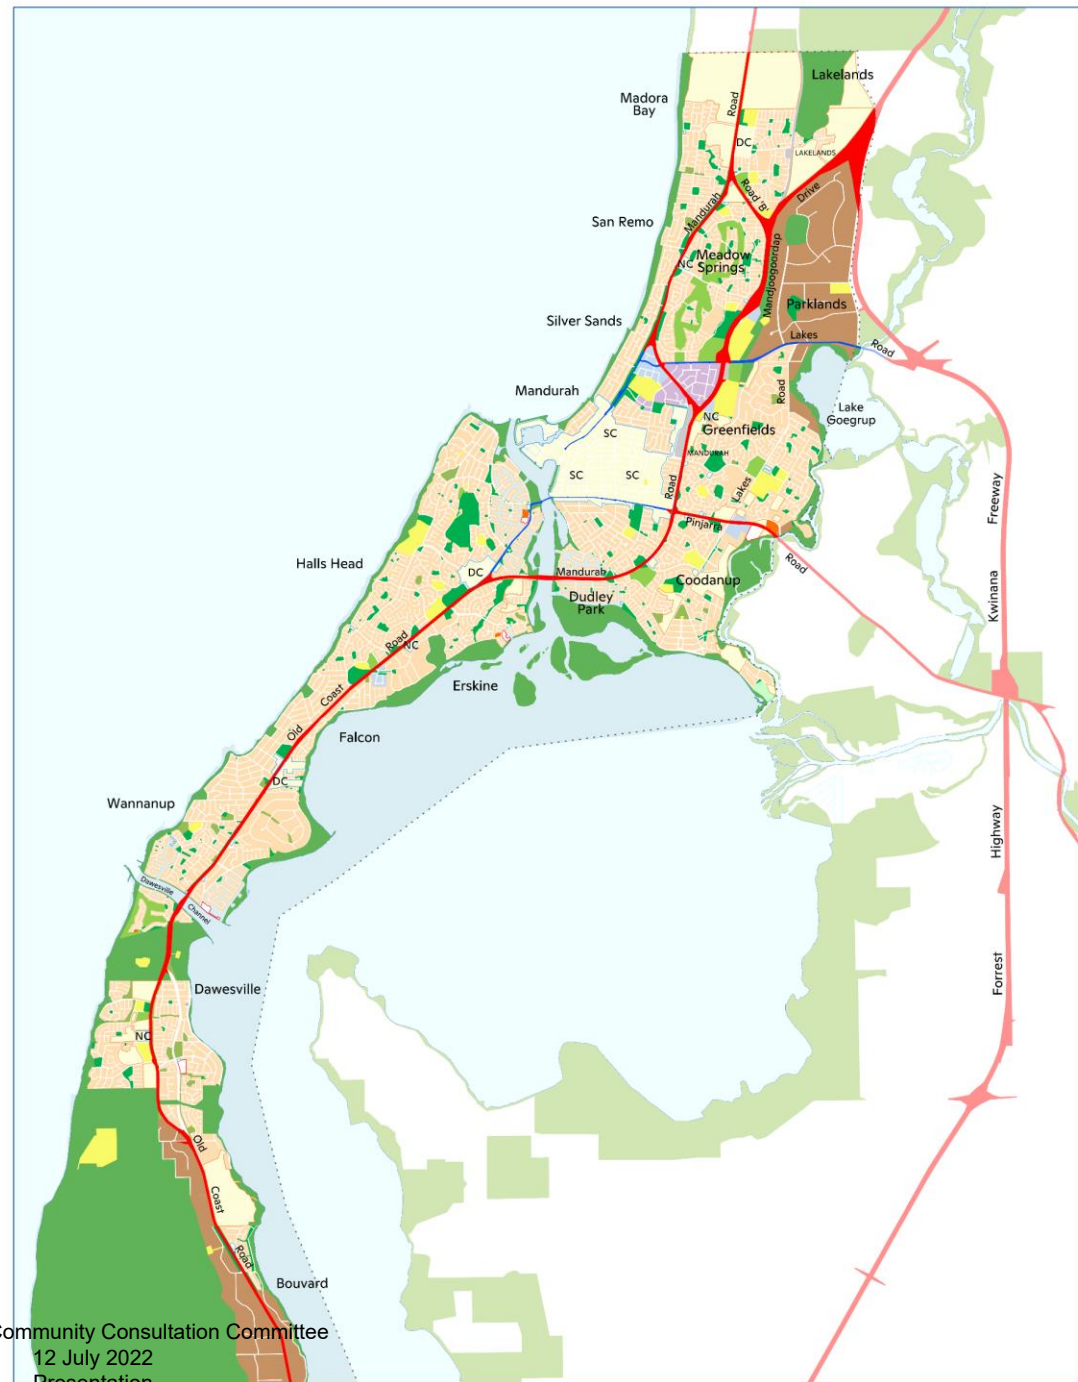 Lakelands
Madora
Bay
Road
DC
LAKELANDS
Road 'B'
Drive
San Remo
Mandurah
NC
Meadow
Springs
Mandjoogoordap
Parklands
Silver Sands
Lakes
Road
Mandurah
Road
Lake
Goegrup
NC
Greenfields
SC
MANDURAH
SC
SC
Road
Lakes
Freeway
Pinjarra
Road
Halls Head
DC
Mandurah
Coodanup
Dudley
Park
Kwinana
Road
NC
Erskine
Coast
Old
Falcon
DC
Wannanup
Highway
Dawesville
Channel
Forrest
Dawesville
NC
Old
Coast
Road
Bouvard
Community Consultation Committee
12 July 2022
Presentation